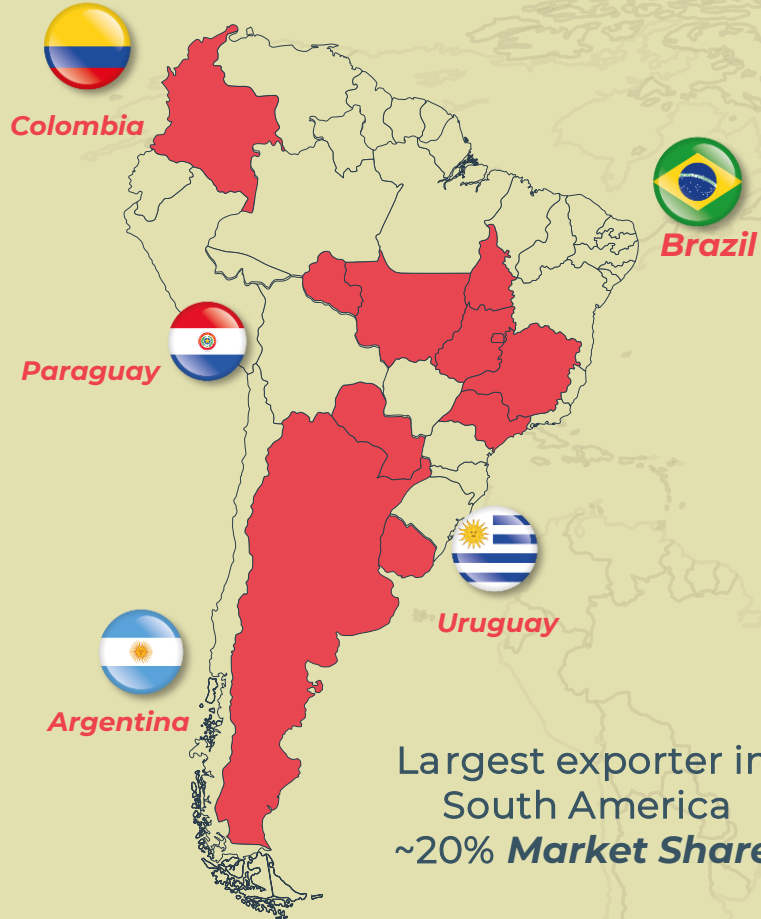 Colombia
Brazil
Paraguay
Uruguay
Argentina
Largest exporter in
South America
~20% Market Share